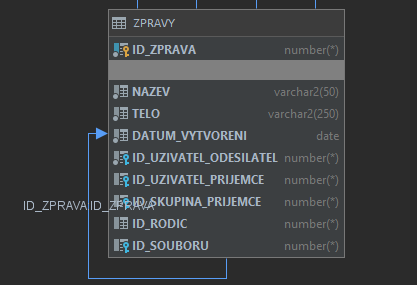 ZPRAVY
ID_ZPRAVA number(*)
NAZEV varchar2(50)
TELO varchar2(250)
DATUM_VYTVORENI date
ID_UZIVATEL_ODESILATEL number(*)
ID_UZIVATEL_PRIJEMCE number(*)
ID_SKUPINA_PRIJEMCE number(*)
ID_ZPRAVA:ID_ZPRAVA
ID_RODIC number(*)
ID_SOUBORU number(*)